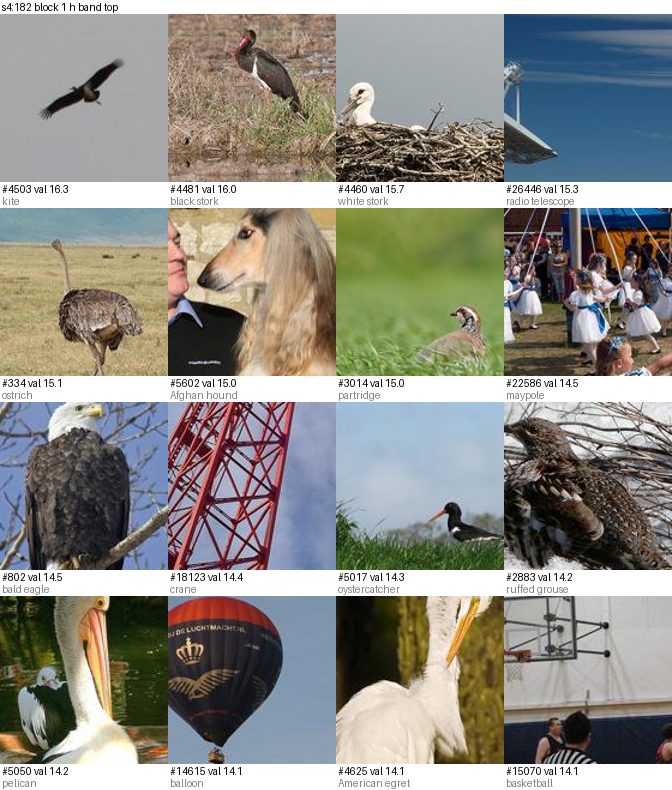 s4:182 block 1 h band top
#4503 val 16.3
kite
#4481 val 16.0
black stork
#4460 val 15.7
white stork
#26446 val 15.3
radio telescope
#334 val 15.1
ostrich
#5602 val 15.0
Afghan hound
#3014 val 15.0
partridge
#22586 val 14.5
maypole
#802 val 14.5
bald eagle
#18123 val 14.4
crane
#5017 val 14.3
oystercatcher
#2883 val 14.2
ruffed grouse
#5050 val 14.2
pelican
DE LUCHTMACHT.NL
#14615 val 14.1
balloon
#4625 val 14.1
American egret
#15070 val 14.1
basketball